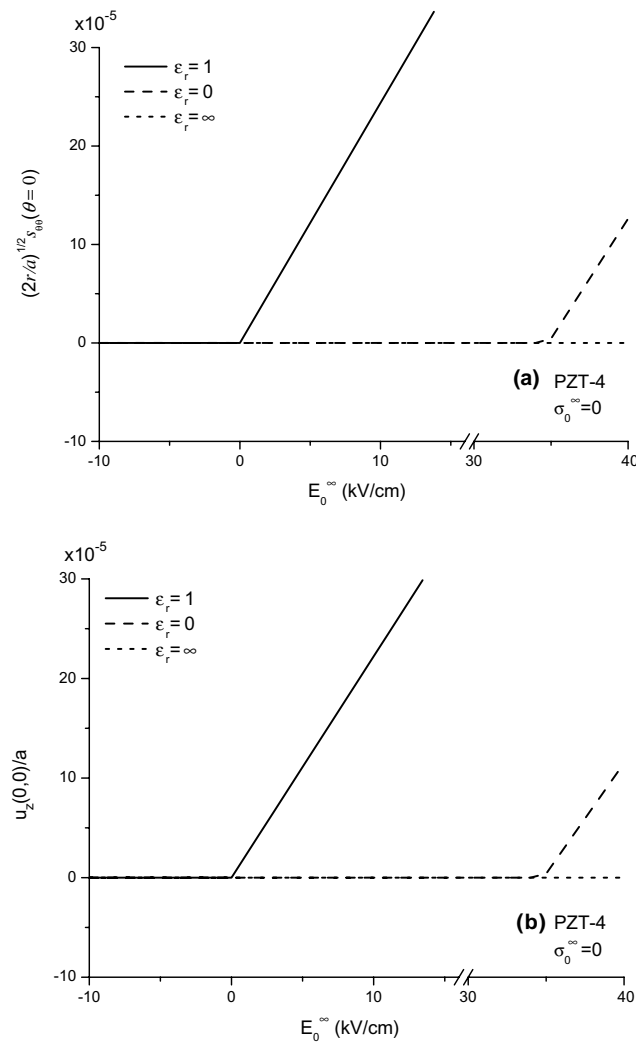 x10⁻⁵
30
20
10
0
-10
(2r/a)^1/2 s_θθ(θ=0)
ε_r=1
ε_r=0
ε_r=∞
(a) PZT-4
σ_0^∞=0
-10 0 10 30 40
E_0^∞ (kV/cm)
x10⁻⁵
30
20
10
0
-10
u_z(0,0)/a
ε_r=1
ε_r=0
ε_r=∞
(b) PZT-4
σ_0^∞=0
-10 0 10 30 40
E_0^∞ (kV/cm)